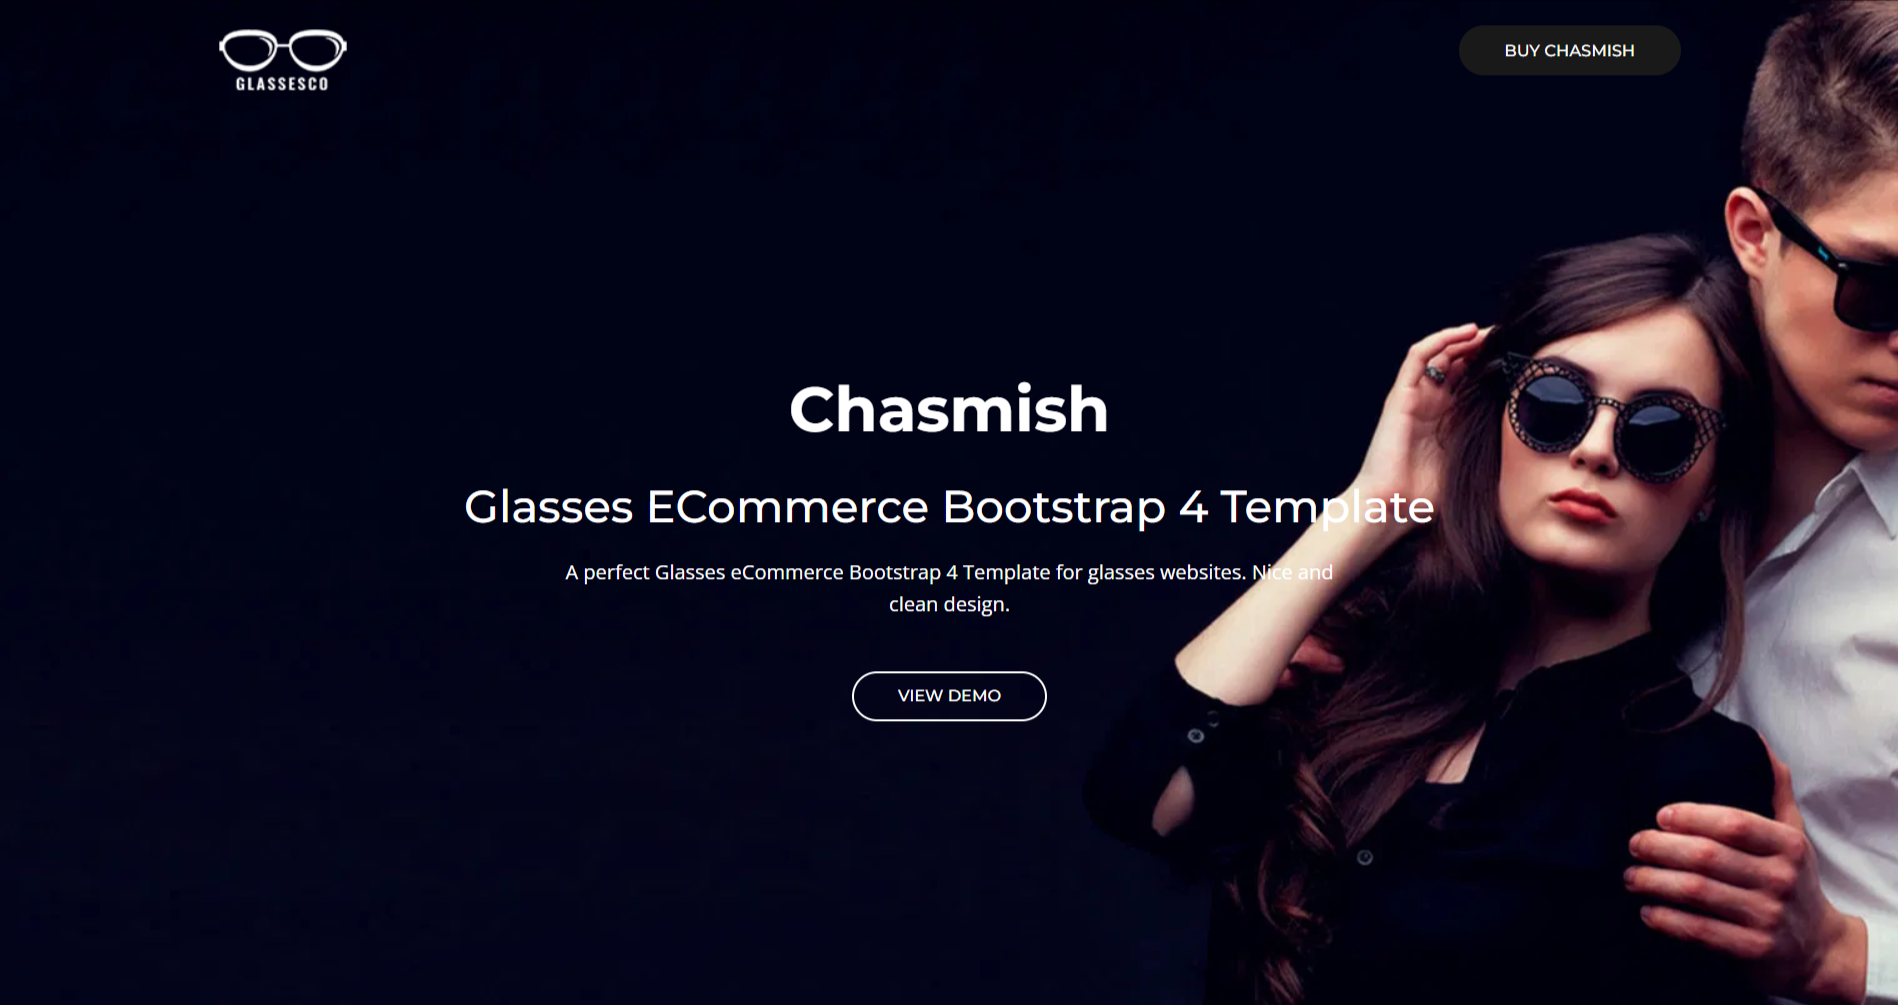 GLASSESCO
BUY CHASMISH
Chasmish
Glasses ECommerce Bootstrap 4 Template
A perfect Glasses eCommerce Bootstrap 4 Template for glasses websites. Nice and
clean design.
VIEW DEMO